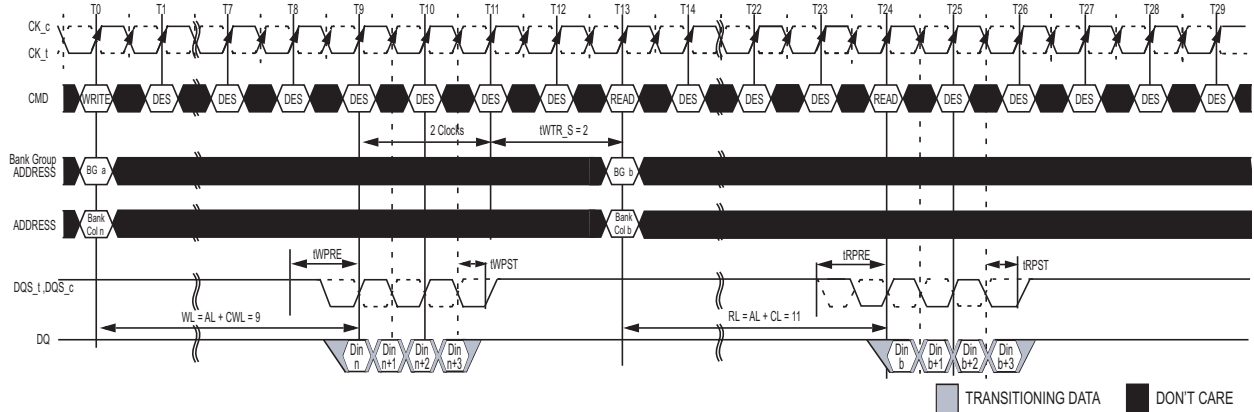 T0 T1 T7 T8 T9 T10 T11 T12 T13 T14 T22 T23 T24 T25 T26 T27 T28 T29
CK_c
CK_t
CMD WRITE DES DES DES DES DES DES DES READ DES DES DES READ DES DES DES DES DES
2 Clocks tWTR_S = 2
Bank Group
ADDRESS BG a BG b
ADDRESS Bank Col n Bank Col b
tWPRE tWPST tRPRE tRPST
DQS_t ,DQS_c
WL = AL + CWL = 9 RL = AL + CL = 11
DQ
Din n Din n+1 Din n+2 Din n+3 Din b Din b+1 Din b+2 Din b+3
TRANSITIONING DATA DON'T CARE